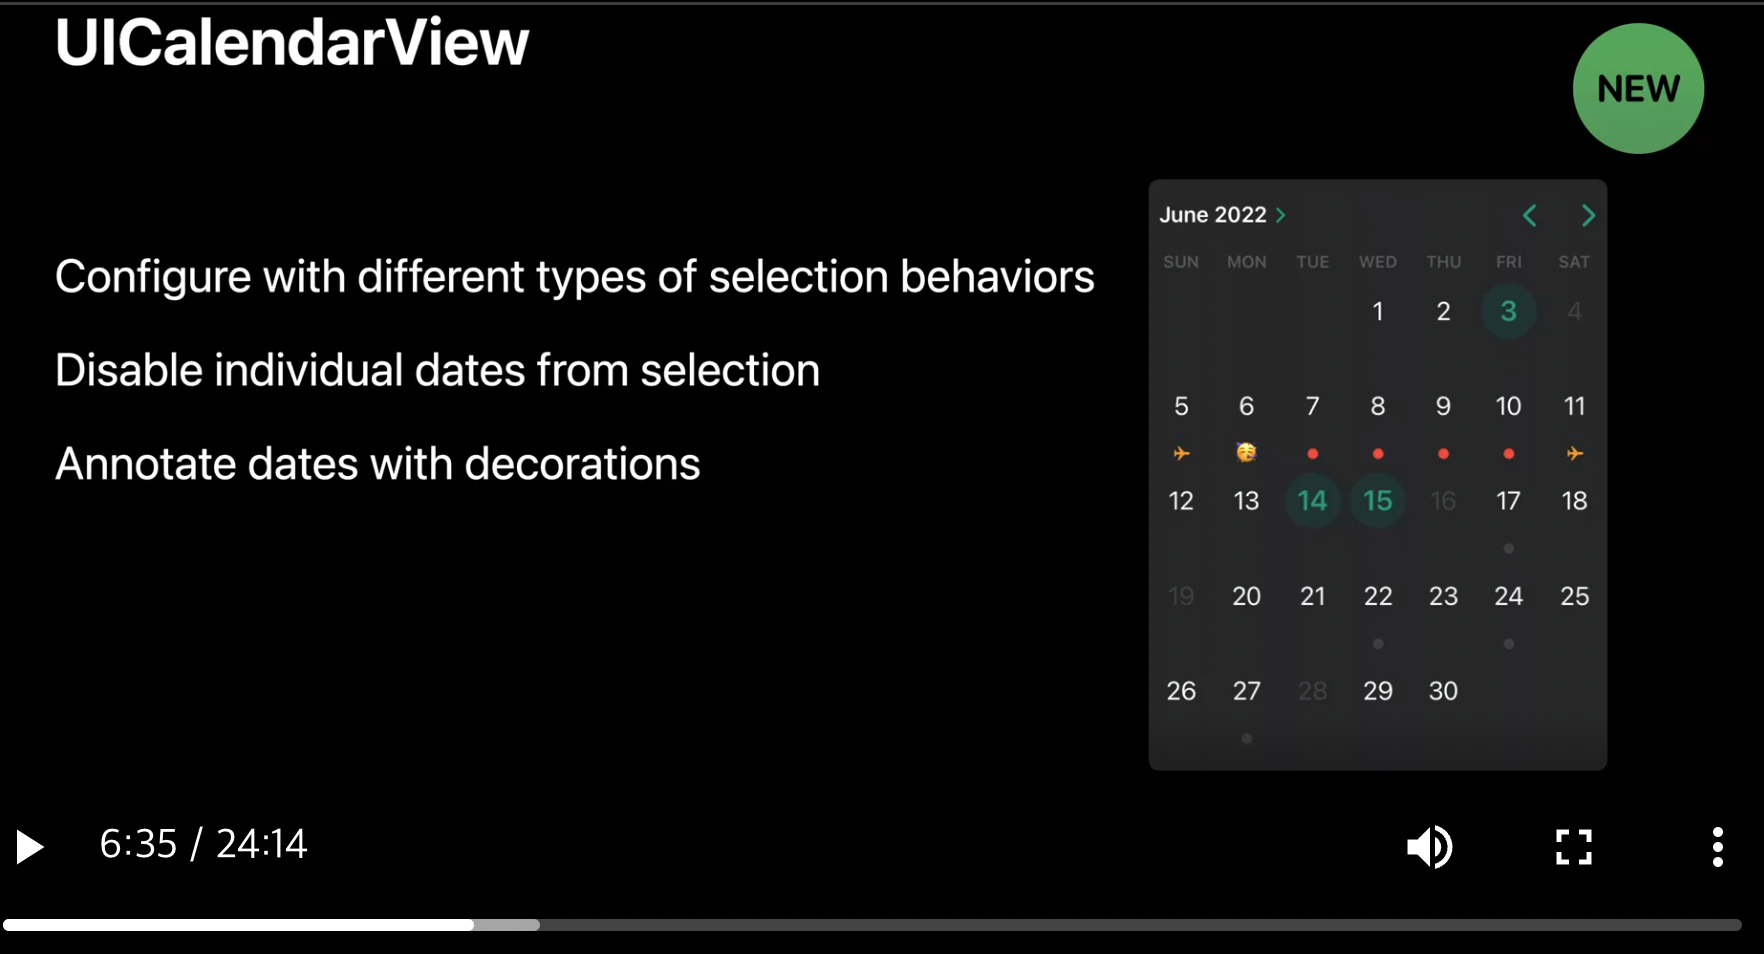 UICalendarView
NEW
Configure with different types of selection behaviors
Disable individual dates from selection
Annotate dates with decorations
June 2022
SUN MON TUE WED THU FRI SAT
1 2 3 4
5 6 7 8 9 10 11
12 13 14 15 16 17 18
19 20 21 22 23 24 25
26 27 28 29 30
6:35 / 24:14